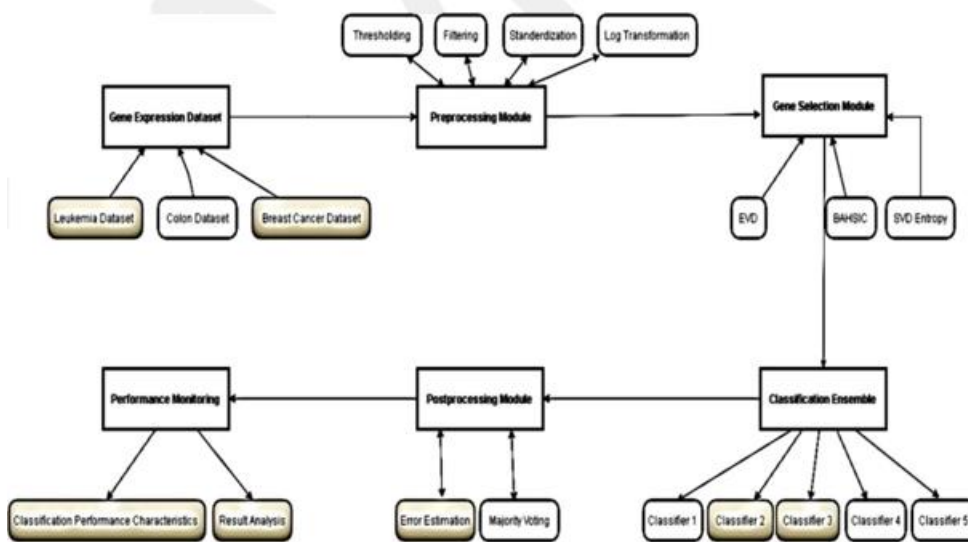 Thresholding
Filtering
Standerdization
Log Transformation
Gene Expression Dataset
Preprocessing Module
Gene Selection Module
Leukemia Dataset
Colon Dataset
Breast Cancer Dataset
EVD
BAHSIC
SVD Entropy
Performance Monitoring
Postprocessing Module
Classification Ensemble
Classification Performance Characteristics
Result Analysis
Error Estimation
Majority Voting
Classifier 1
Classifier 2
Classifier 3
Classifier 4
Classifier 5